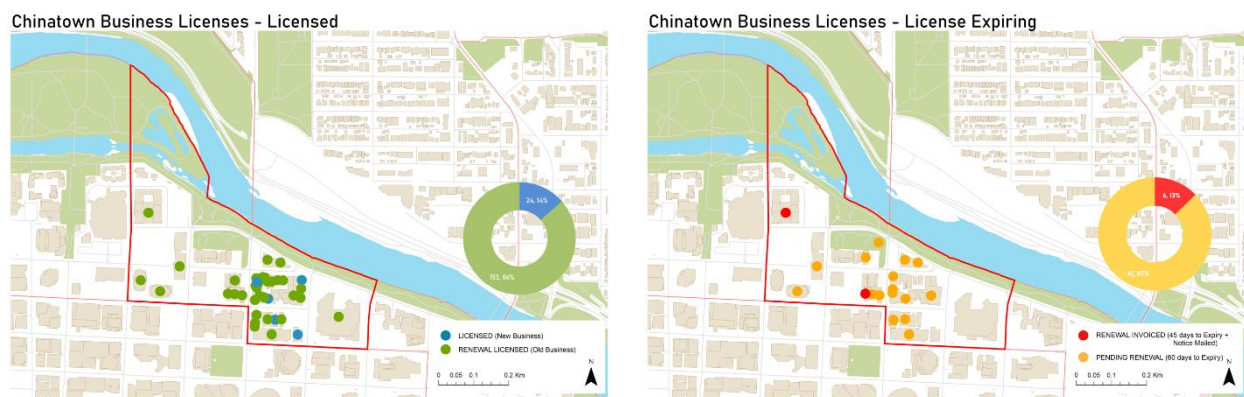 Chinatown Business Licenses - Licensed
24, 14%
LICENSED (New Business)
RENEWAL LICENSED (Old Business)
0 0.05 0.1 0.2 Km
N
Chinatown Business Licenses - License Expiring
6, 13%
41, 87%
RENEWAL INVOICED (45 days to Expiry +
Notice Mailed)
PENDING RENEWAL (60 days to Expiry)
0 0.05 0.1 0.2 Km
N